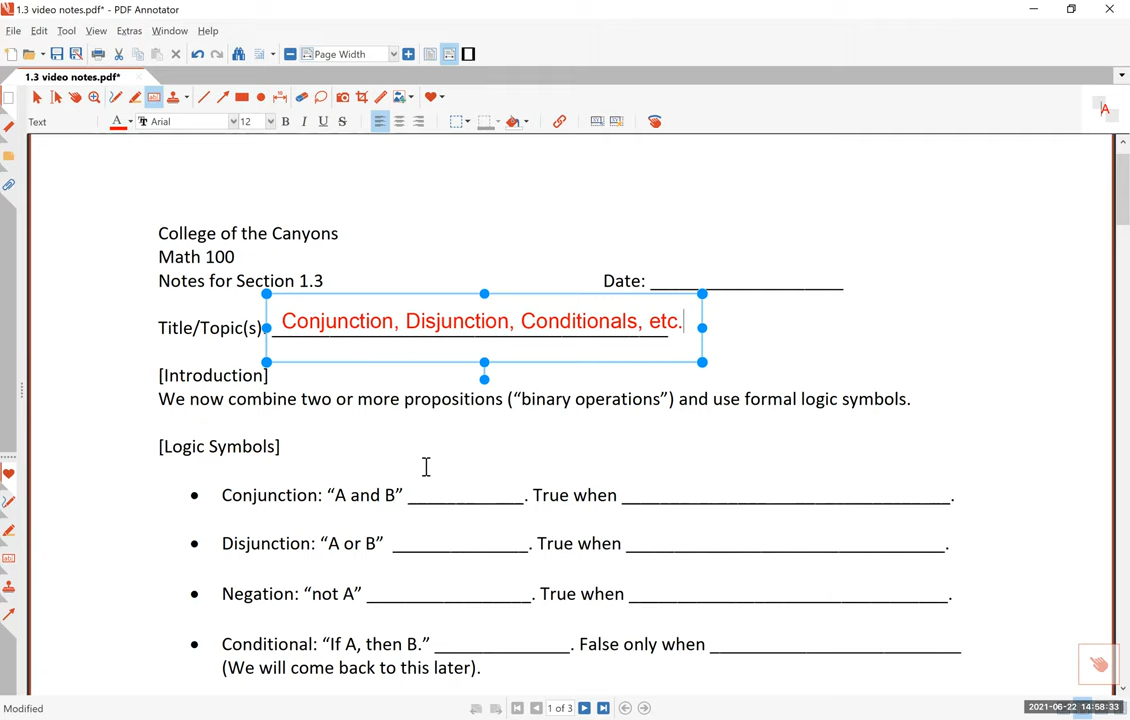 1.3 video notes.pdf* - PDF Annotator
File Edit Tool View Extras Window Help
Page Width
1.3 video notes.pdf*
Text A Arial 12 B I U S
A
College of the Canyons
Math 100
Notes for Section 1.3 Date: ____________________
Title/Topic(s): Conjunction, Disjunction, Conditionals, etc.
[Introduction]
We now combine two or more propositions (“binary operations”) and use formal logic symbols.
[Logic Symbols]
• Conjunction: “A and B” ____________. True when __________________________________.
• Disjunction: “A or B” ______________. True when _________________________________.
• Negation: “not A” _________________. True when _________________________________.
• Conditional: “If A, then B.” ______________. False only when __________________________
(We will come back to this later).
Modified 1 of 3 2021-06-22 14:58:33